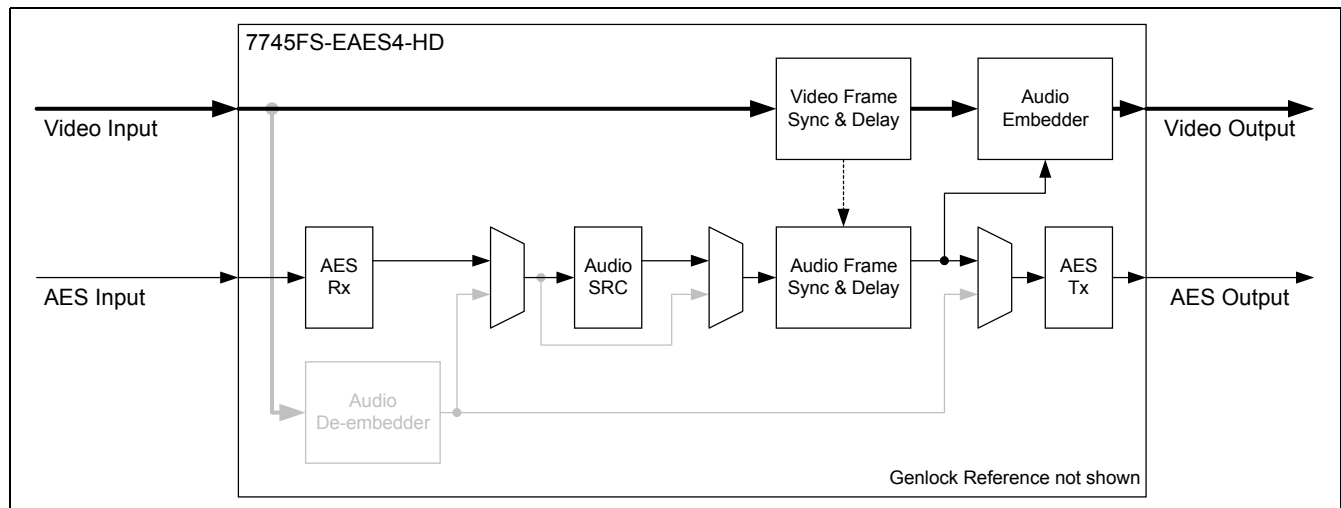 7745FS-EAES4-HD
Video Input
Video Frame
Sync & Delay
Audio
Embedder
Video Output
AES Input
AES
Rx
Audio
SRC
Audio Frame
Sync & Delay
AES
Tx
AES Output
Audio
De-embedder
Genlock Reference not shown